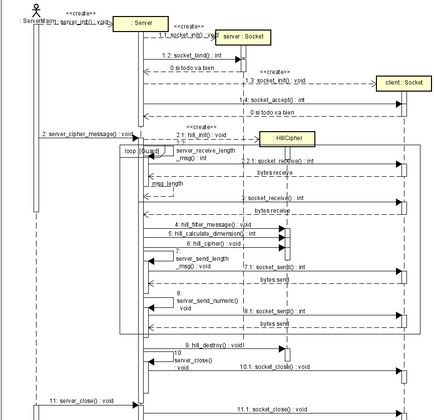 : ServerMain
<<create>>
1: server_init() : void
: Server
<<create>>
1.1: socket_init() : void
server : Socket
1.2: socket_bind() : int
0 si todo va bien
<<create>>
1.3: socket_init() : void
client : Socket
1.4: socket_accept() : int
0 si todo va bien
2: server_cipher_message() : void
<<create>>
2.1: hill_init() : void
: HillCipher
loop [Guard]
server_receive_length
_msg() : int
2.2.1: socket_receive() : int
bytes receive
msg_length
3: socket_receive() : int
bytes receive
4: hill_filter_message() : void
5: hill_calculate_dimension() : int
6: hill_cipher() : void
7:
server_send_length
_msg() : void
7.1: socket_send() : int
bytes send
8:
server_send_numeric()
: void
8.1: socket_send() : int
bytes send
9: hill_destroy() : void
10:
server_close()
: void
10.1: socket_close() : void
11: server_close() : void
11.1: socket_close() : void